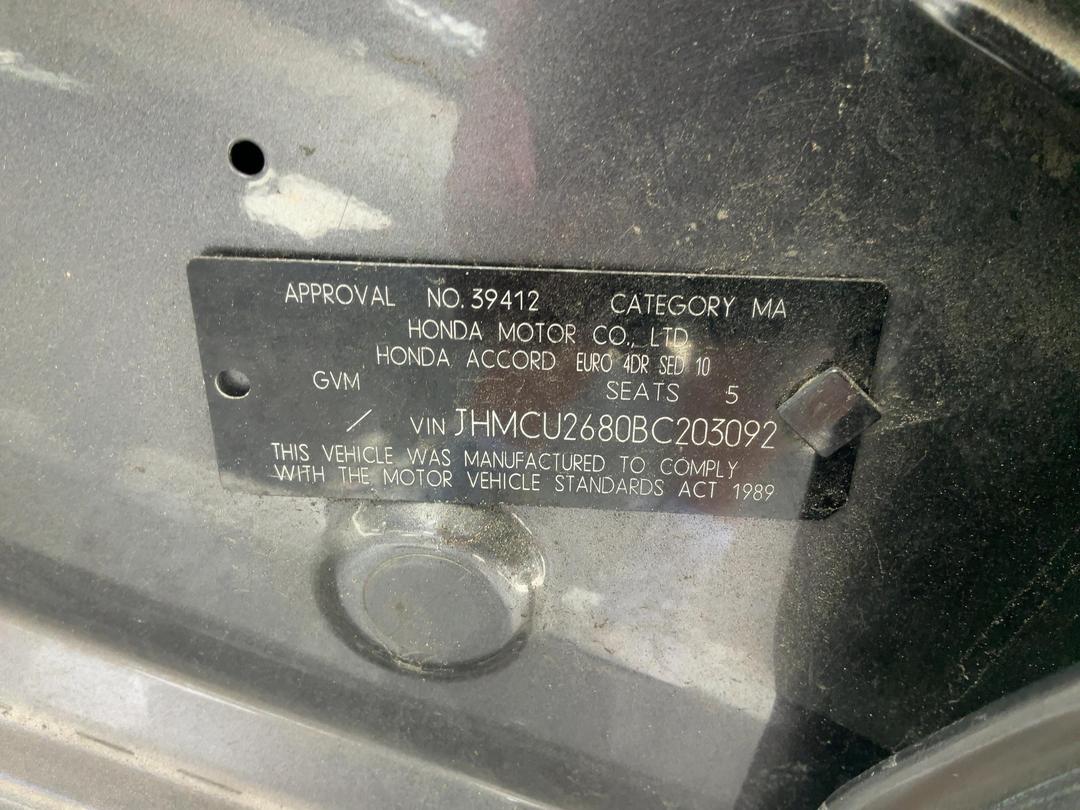 APPROVAL NO. 39412 CATEGORY MA
HONDA MOTOR CO., LTD.
HONDA ACCORD EURO 4DR SED 10
GVM SEATS 5
/ VIN JHMCU2680BC203092
THIS VEHICLE WAS MANUFACTURED TO COMPLY
WITH THE MOTOR VEHICLE STANDARDS ACT 1989